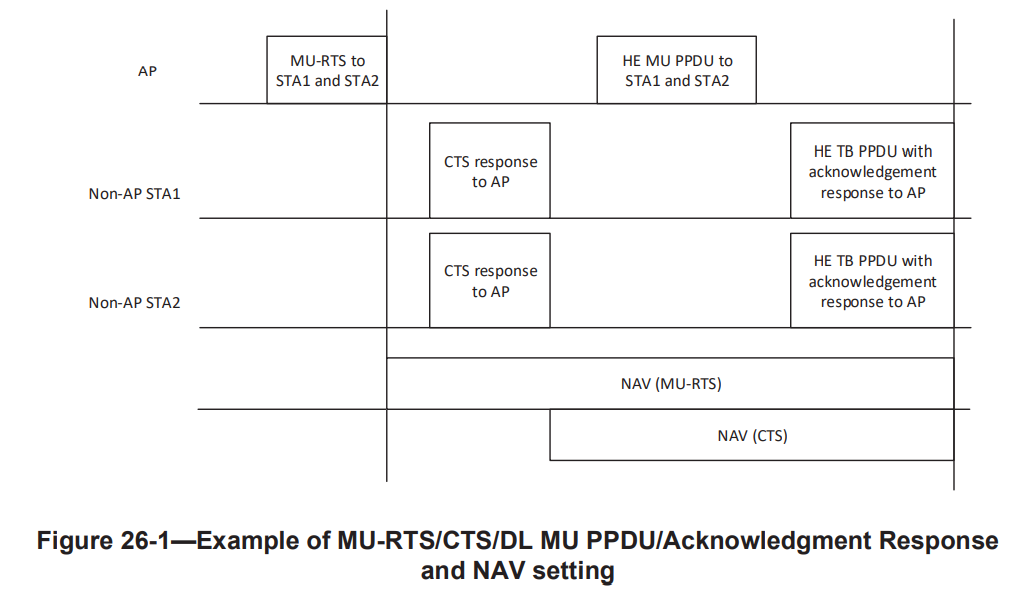 AP
MU-RTS to
STA1 and STA2
HE MU PPDU to
STA1 and STA2
Non-AP STA1
CTS response
to AP
HE TB PPDU with
acknowledgement
response to AP
Non-AP STA2
CTS response
to AP
HE TB PPDU with
acknowledgement
response to AP
NAV (MU-RTS)
NAV (CTS)
Figure 26-1—Example of MU-RTS/CTS/DL MU PPDU/Acknowledgment Response
and NAV setting